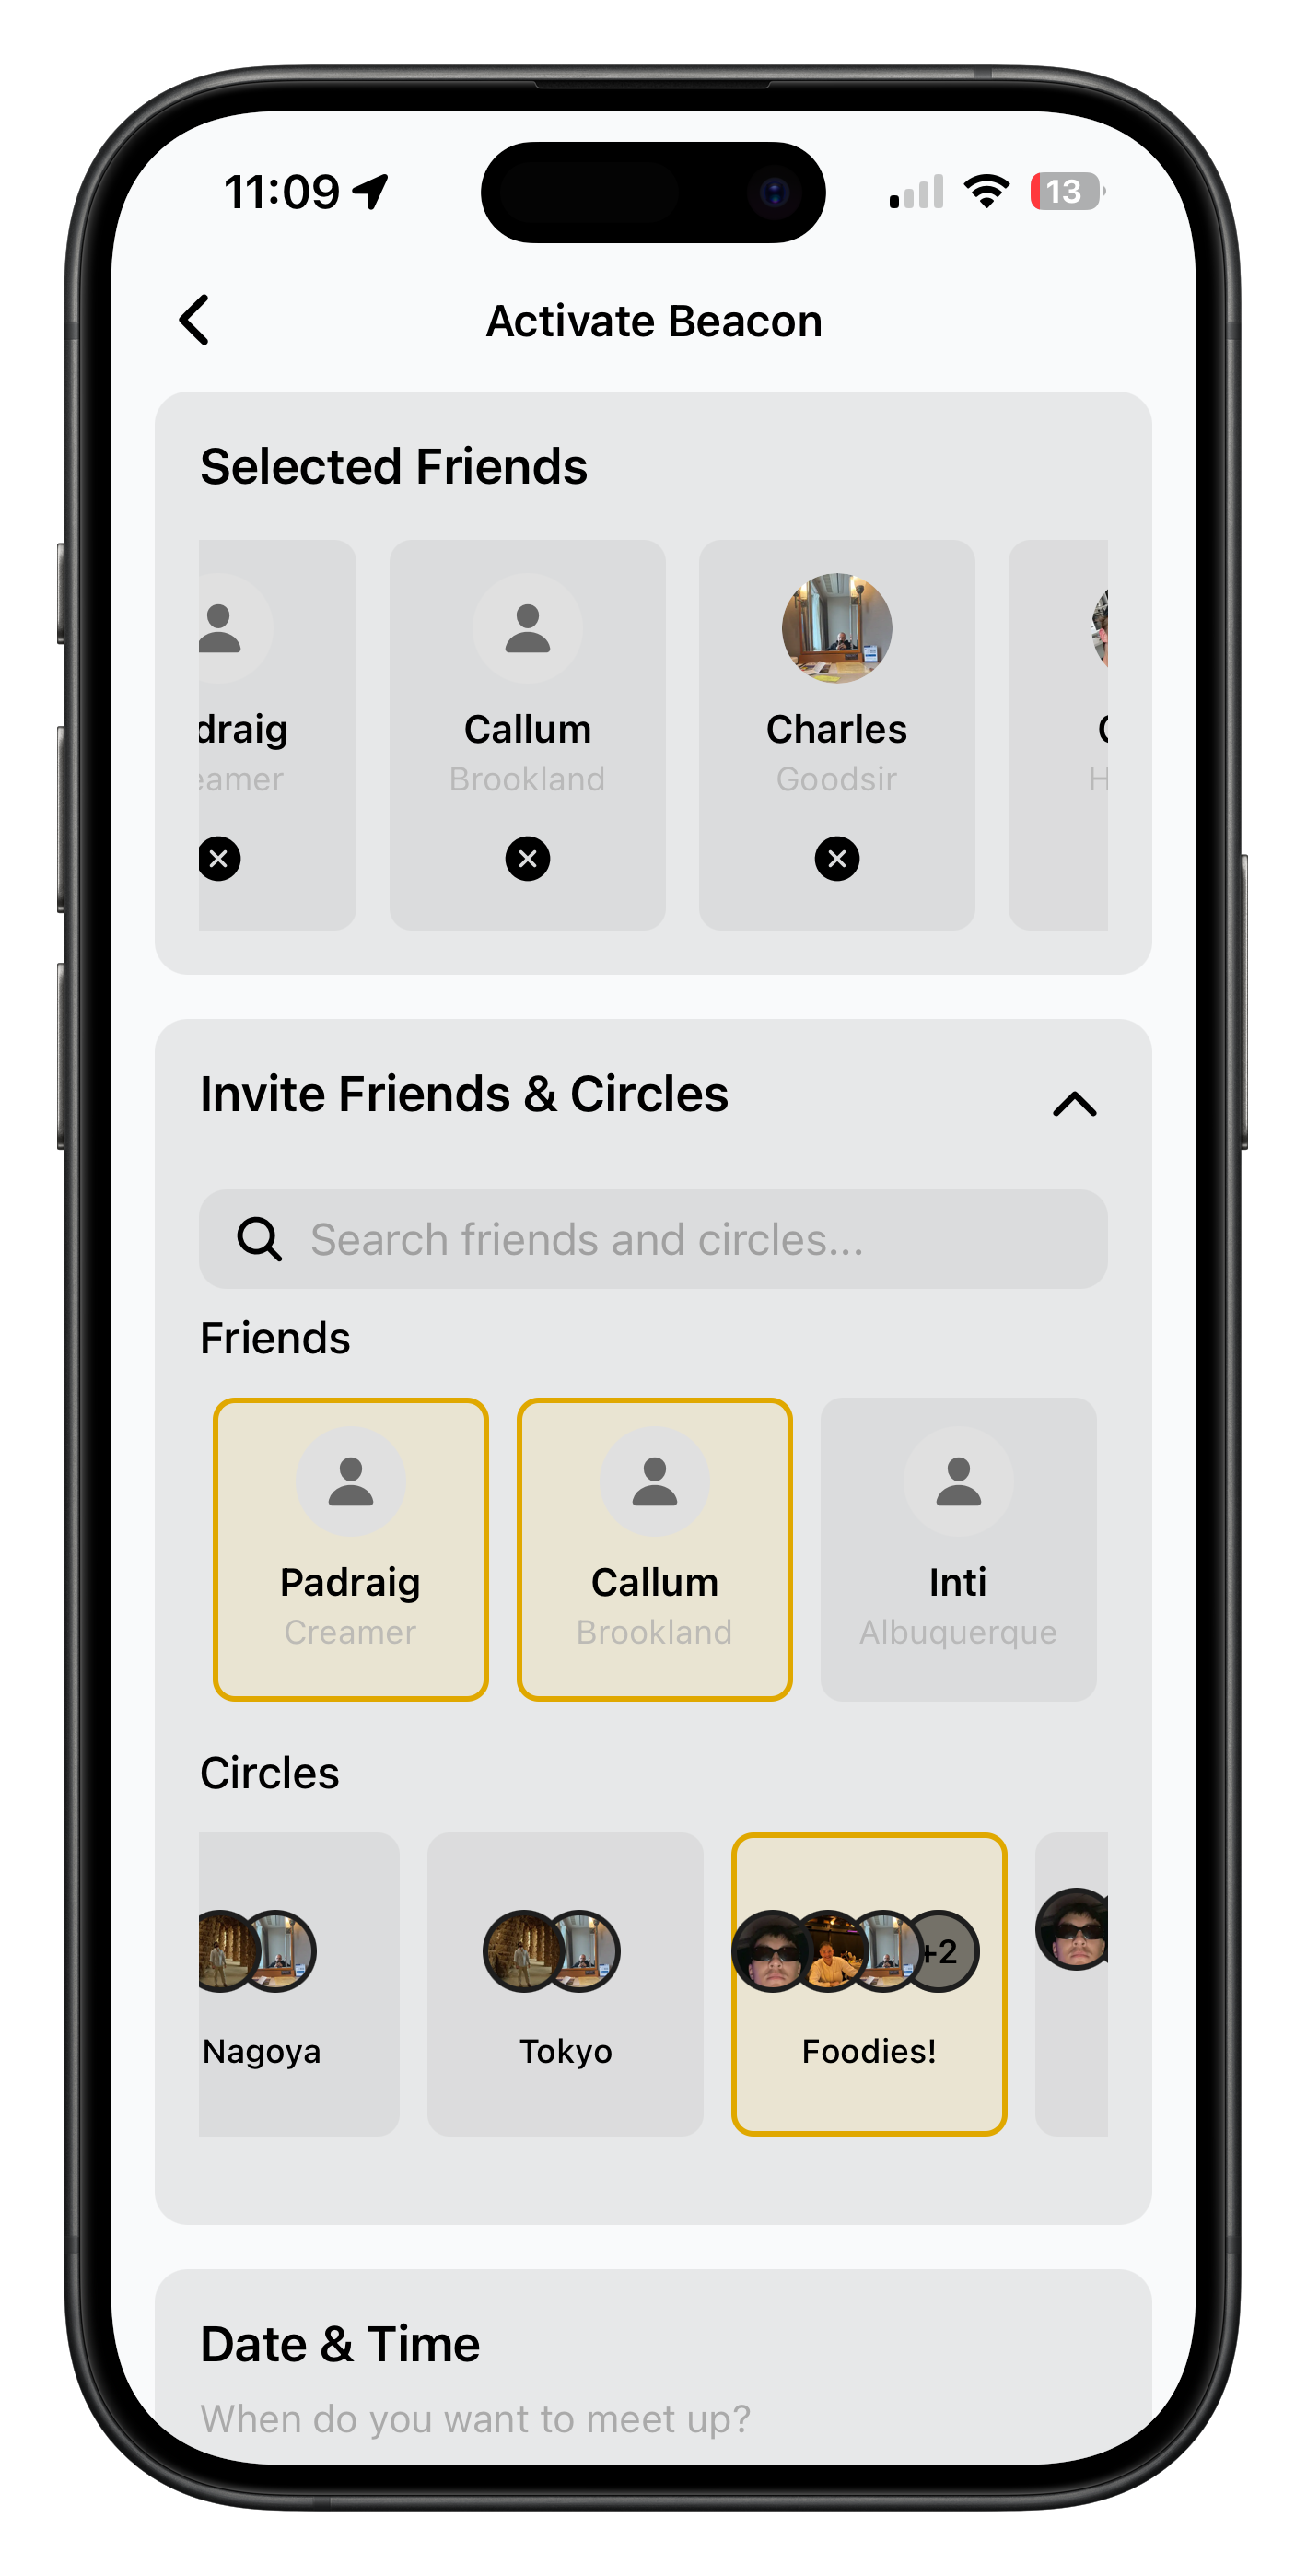 11:09
13
Activate Beacon
Selected Friends
draig
Callum
Charles
eamer
Brookland
Goodsir
H
Invite Friends & Circles
Search friends and circles...
Friends
Padraig
Callum
Inti
Creamer
Brookland
Albuquerque
Circles
+2
Nagoya
Tokyo
Foodies!
Date & Time
When do you want to meet up?